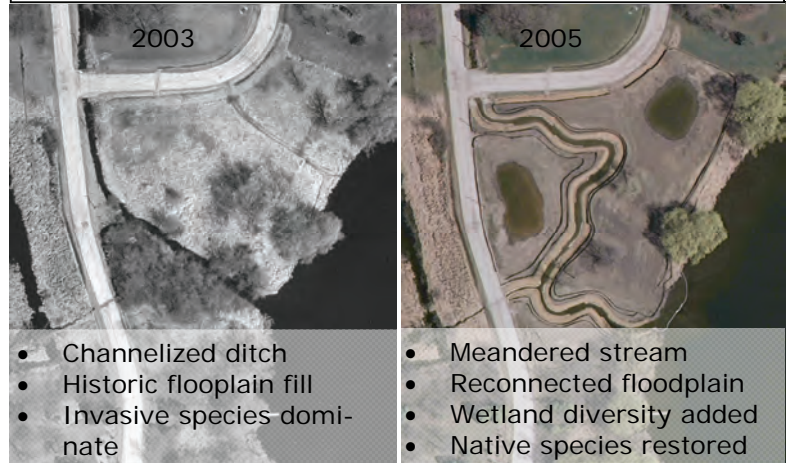 2003
• Channelized ditch
• Historic flooplain fill
• Invasive species domi-
nate
2005
• Meandered stream
• Reconnected floodplain
• Wetland diversity added
• Native species restored